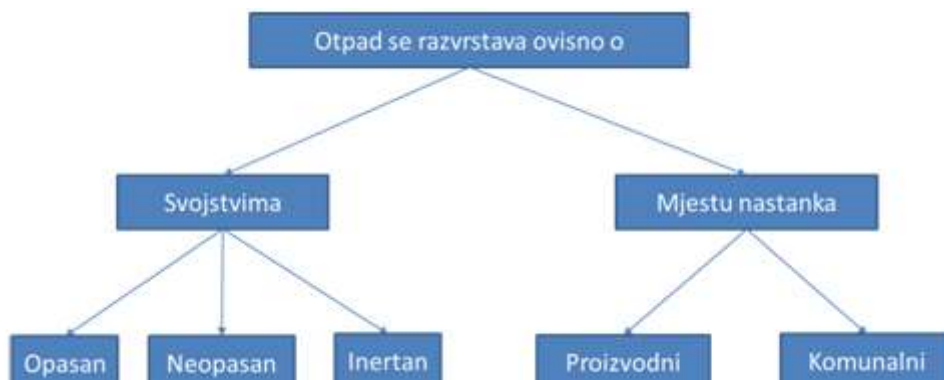 Otpad se razvrstava ovisno o
Svojstvima
Mjestu nastanka
Opasan
Neopasan
Inertan
Proizvodni
Komunalni